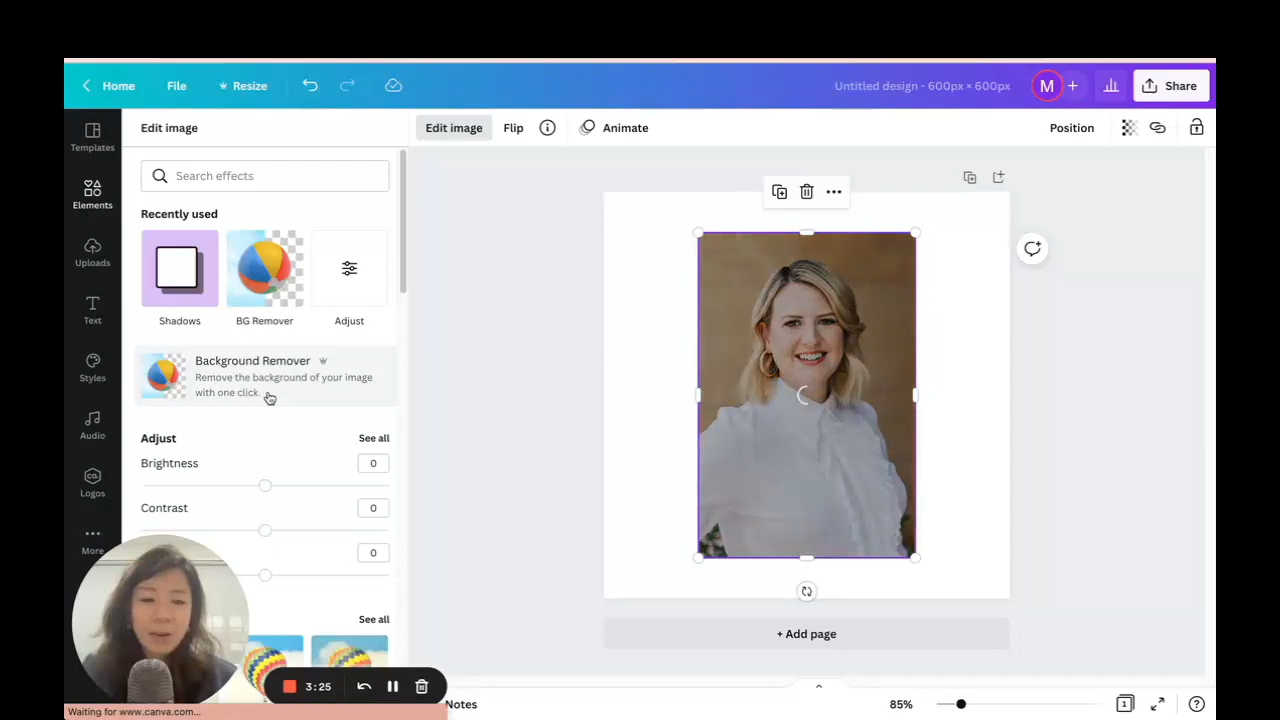 Home File Resize Untitled design - 600px × 600px M + Share
Edit image
Edit image Flip Animate Position
Templates
Elements
Uploads
Text
Styles
Audio
co.
Logos
More
Search effects
Recently used
Shadows BG Remover Adjust
Background Remover
Remove the background of your image
with one click.
Adjust See all
Brightness 0
Contrast 0
0
See all
+ Add page
3:25
Notes 85% 1 ?
Waiting for www.canva.com...